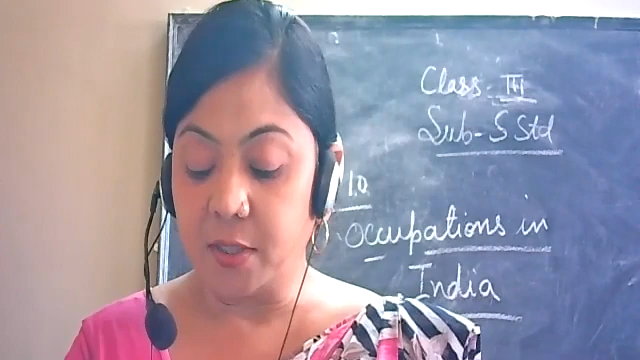 Class - III
Sub - S Std
10
Occupations in
India